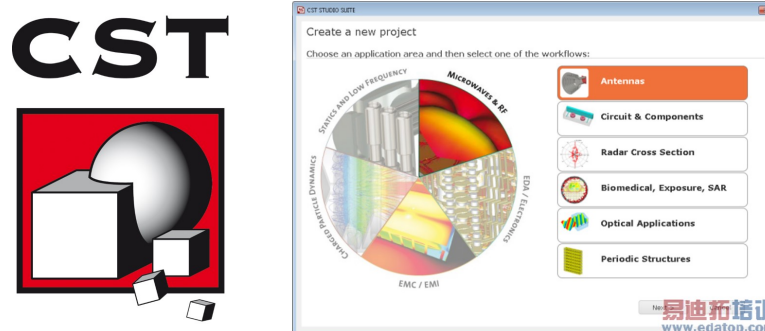 CST
CST STUDIO SUITE
Create a new project
Choose an application area and then select one of the workflows:
STATICS AND LOW FREQUENCY
MICROWAVES & RF
EDA / ELECTRONICS
EMC / EMI
CHARGED PARTICLE DYNAMICS
Antennas
Circuit & Components
Radar Cross Section
Biomedical, Exposure, SAR
Optical Applications
Periodic Structures
易迪拓培训
www.edatop.com